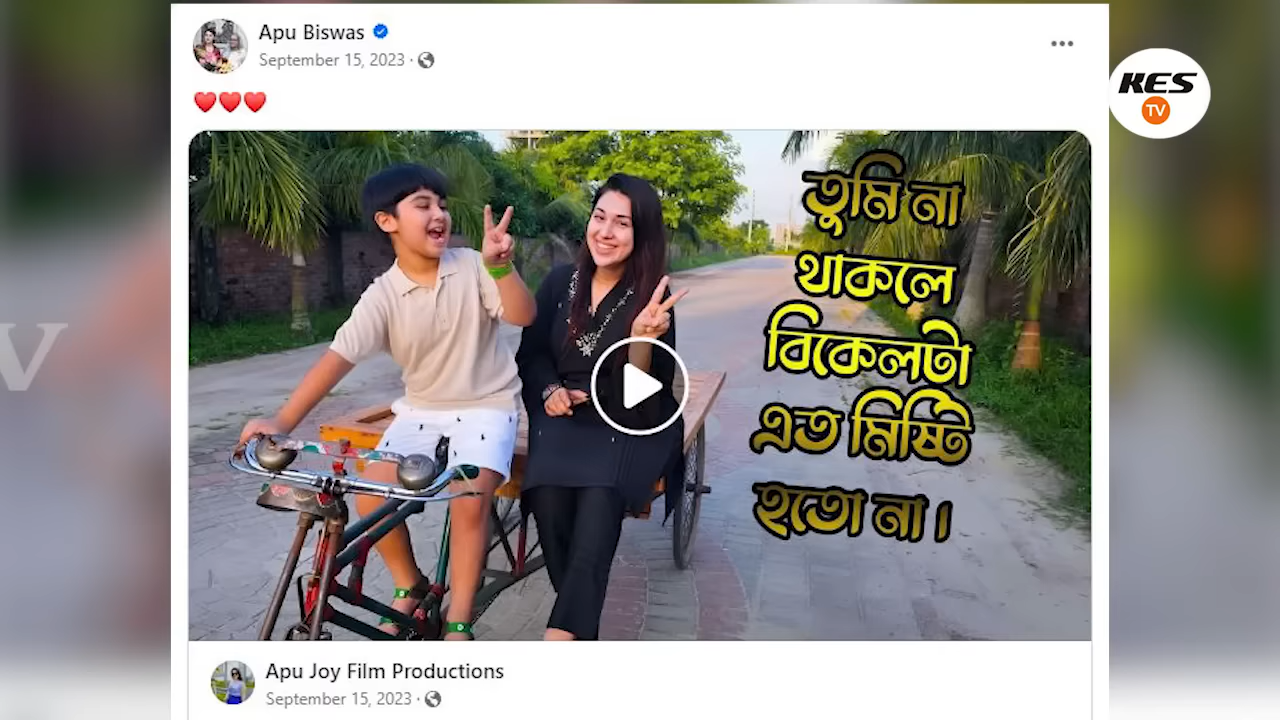 Apu Biswas
September 15, 2023
KES
TV
তুমি না
থাকলে
বিকেলটা
এত মিষ্টি
হতো না।
V
Apu Joy Film Productions
September 15, 2023